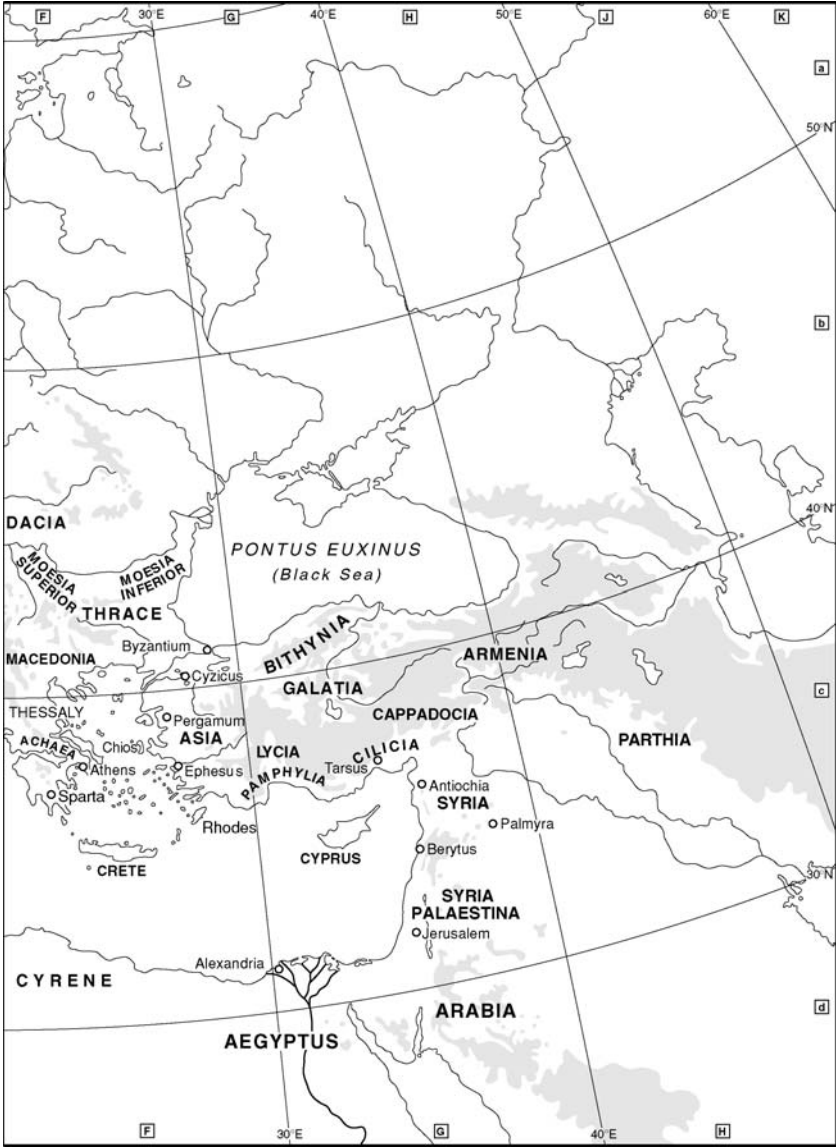 F
30°E
G
40°E
H
50°E
J
60°E
K
a
50°N
b
40°N
DACIA
MOESIA
SUPERIOR
MOESIA
INFERIOR
PONTUS EUXINUS
(Black Sea)
THRACE
Byzantium
BITHYNIA
MACEDONIA
Cyzicus
GALATIA
ARMENIA
c
THESSALY
Pergamum
CAPPADOCIA
ASIA
PARTHIA
ACHAEA
Chios
LYCIA
CILICIA
Athens
Ephesus
PAMPHYLIA
Tarsus
Antiochia
Sparta
SYRIA
Rhodes
Palmyra
CYPRUS
Berytus
CRETE
30°N
SYRIA
PALAESTINA
Jerusalem
Alexandria
CYRENE
ARABIA
d
AEGYPTUS
F
30°E
G
40°E
H